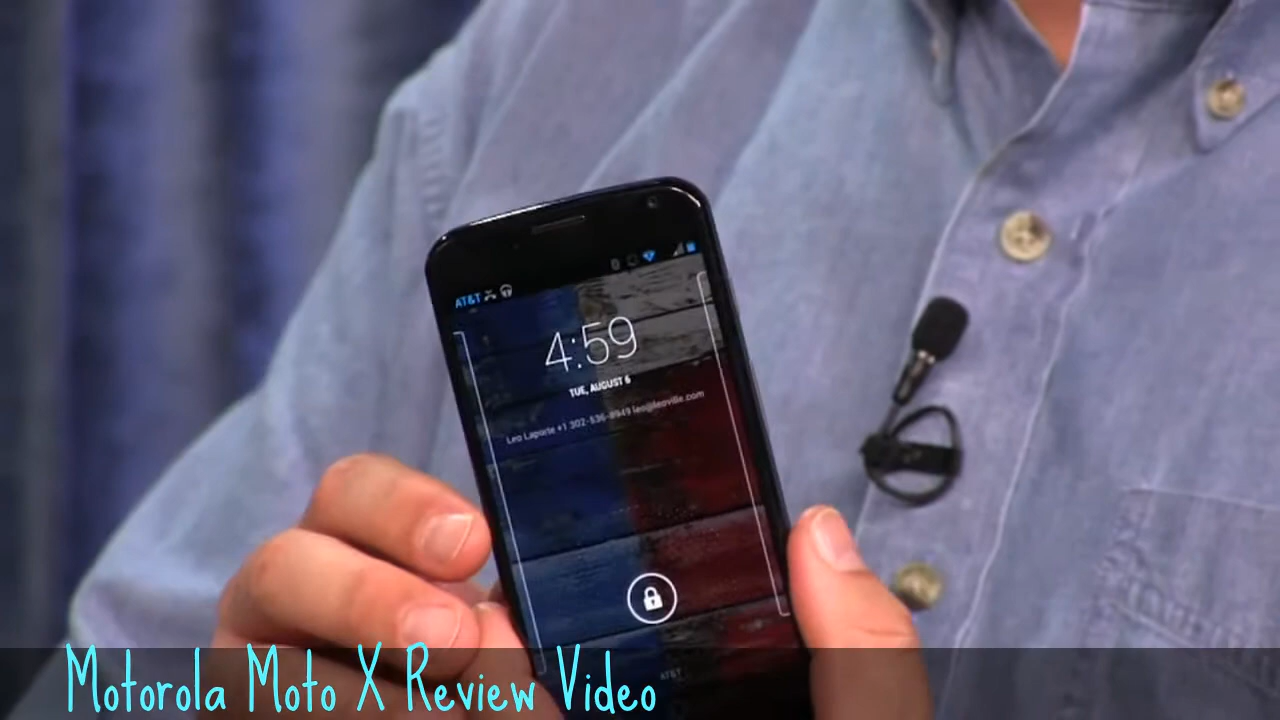 AT&T
4:59
TUE, AUGUST 6
Leo Laporte +1 302-536-8949 leo@leoville.com
AT&T
Motorola Moto X Review Video